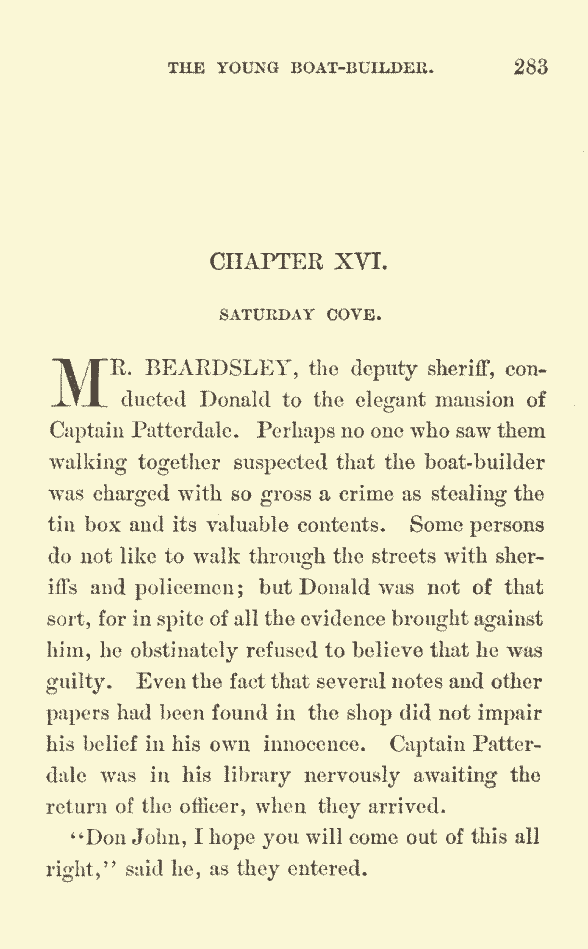 THE YOUNG BOAT-BUILDER. 283
CHAPTER XVI.
SATURDAY COVE.
MR. BEARDSLEY, the deputy sheriff, con-
ducted Donald to the elegant mansion of
Captain Patterdale. Perhaps no one who saw them
walking together suspected that the boat-builder
was charged with so gross a crime as stealing the
tin box and its valuable contents. Some persons
do not like to walk through the streets with sher-
iffs and policemen; but Donald was not of that
sort, for in spite of all the evidence brought against
him, he obstinately refused to believe that he was
guilty. Even the fact that several notes and other
papers had been found in the shop did not impair
his belief in his own innocence. Captain Patter-
dale was in his library nervously awaiting the
return of the officer, when they arrived.
“Don John, I hope you will come out of this all
right,” said he, as they entered.